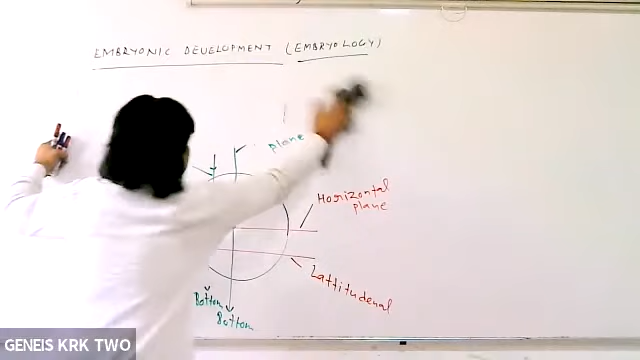 EMBRYONIC DEVELOPMENT (EMBRYOLOGY)
plane
Horizontal
plane
Lattitudenal
Bottom
Bottom
GENEIS KRK TWO